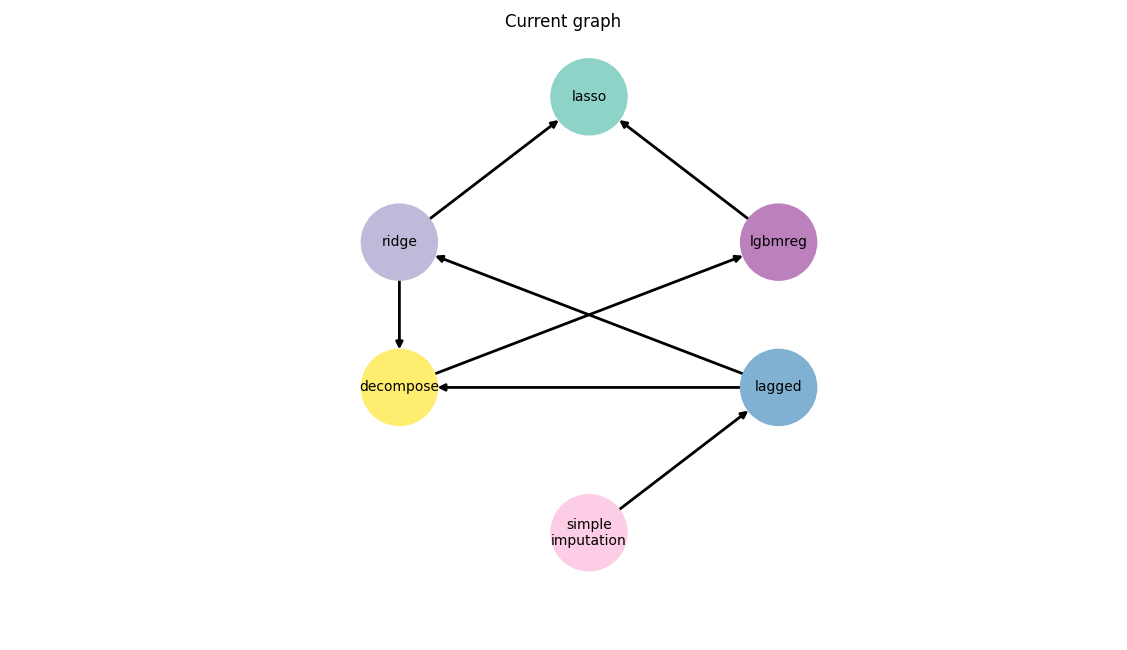 Current graph
lasso
ridge
lgbmreg
decompose
lagged
simple
imputation